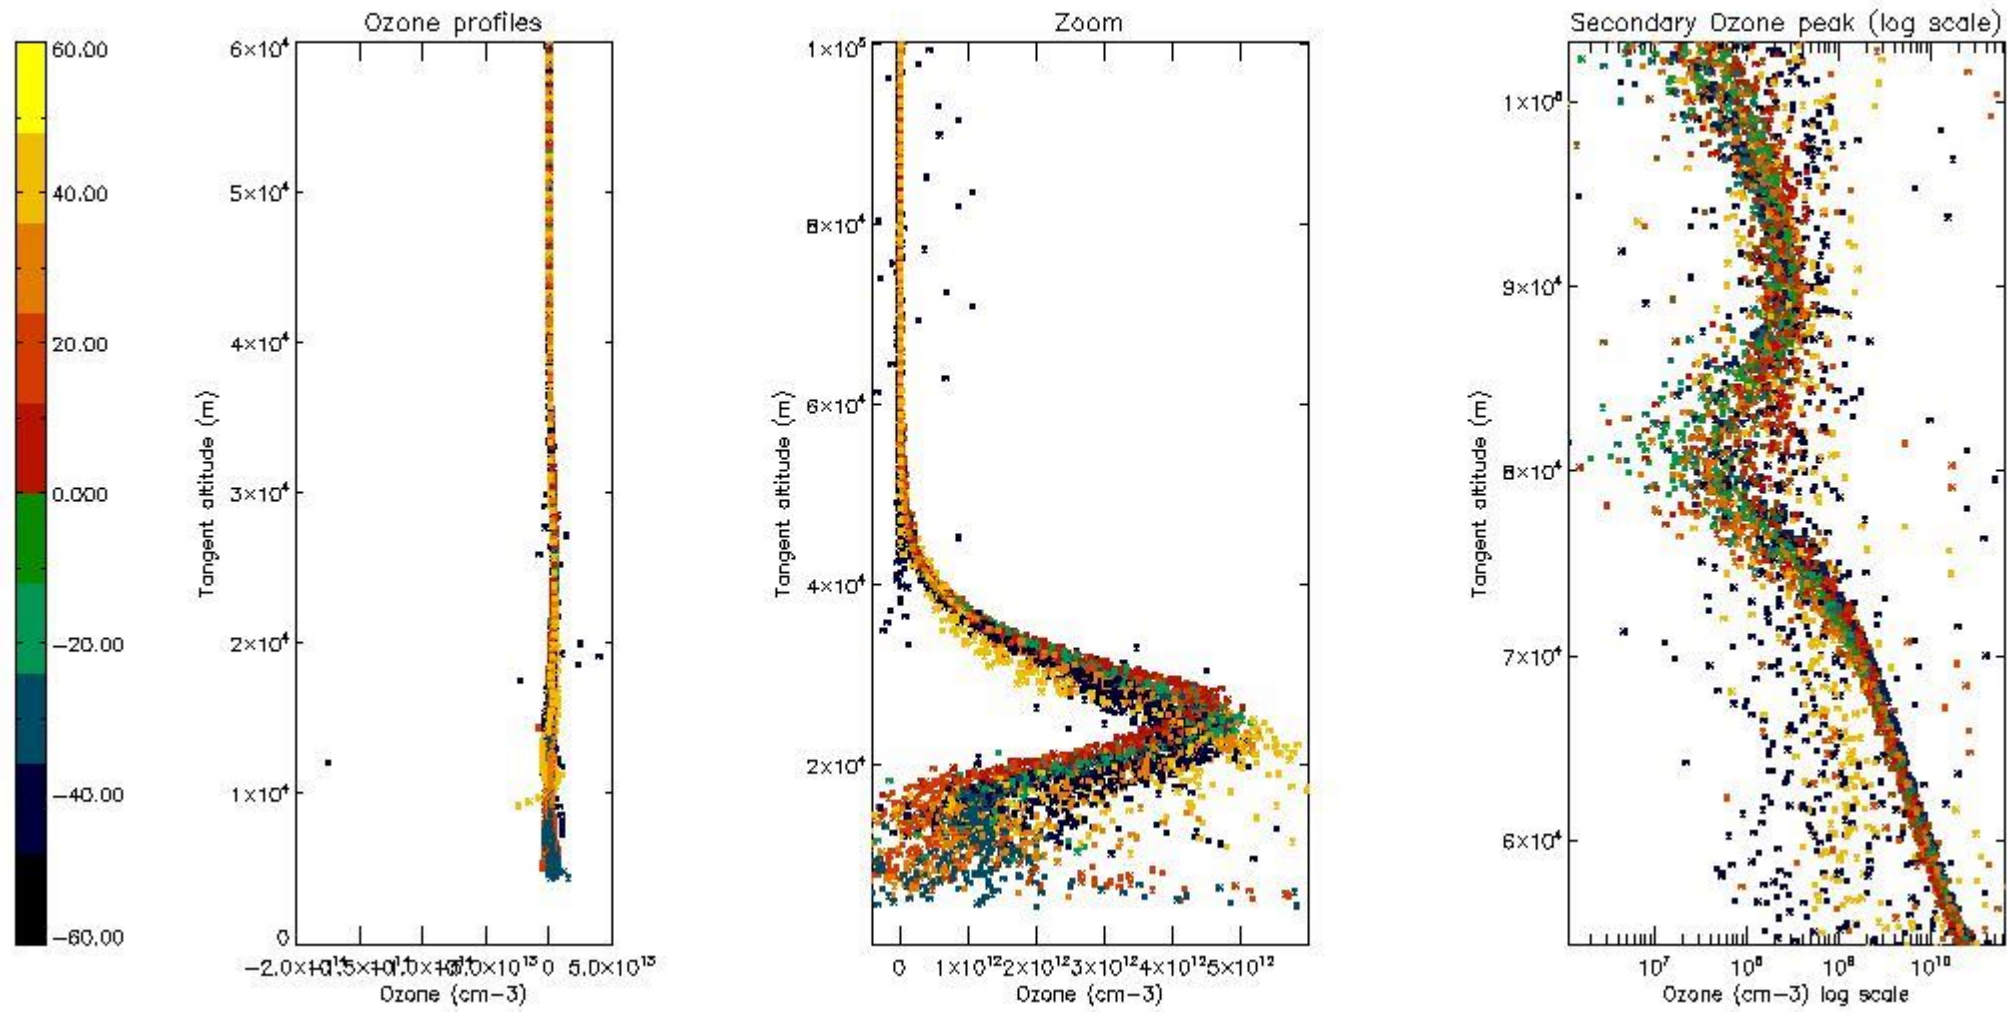 Ozone profiles
Zoom
Secondary Ozone peak (log scale)
60.00
40.00
20.00
-20.00
-40.00
-60.00
6×10⁴
5×10⁴
4×10⁴
3×10⁴
2×10⁴
1×10⁴
0
Tangent altitude (m)
0 5.0×10¹³
Ozone (cm-3)
1×10⁵
8×10⁴
6×10⁴
4×10⁴
2×10⁴
Tangent altitude (m)
0 1×10¹² 2×10¹² 3×10¹² 4×10¹² 5×10¹²
Ozone (cm-3)
9×10⁴
8×10⁴
7×10⁴
6×10⁴
Tangent altitude (m)
10⁷ 10⁸ 10⁹ 10¹⁰
Ozone (cm-3) log scale